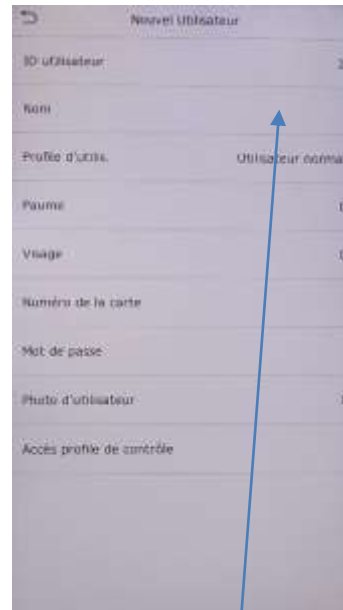 Nouvel Utilisateur
ID utilisateur
Nom
Profile d'utilis. Utilisateur norma
Paume
Visage
Numéro de la carte
Mot de passe
Photo d'utilisateur
Accès profile de contrôle